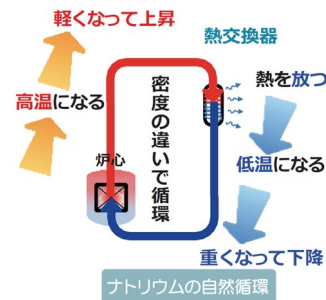 軽くなって上昇
熱交換器
高温になる
熱を放つ
密度の違いで循環
炉心
低温になる
重くなって下降
ナトリウムの自然循環